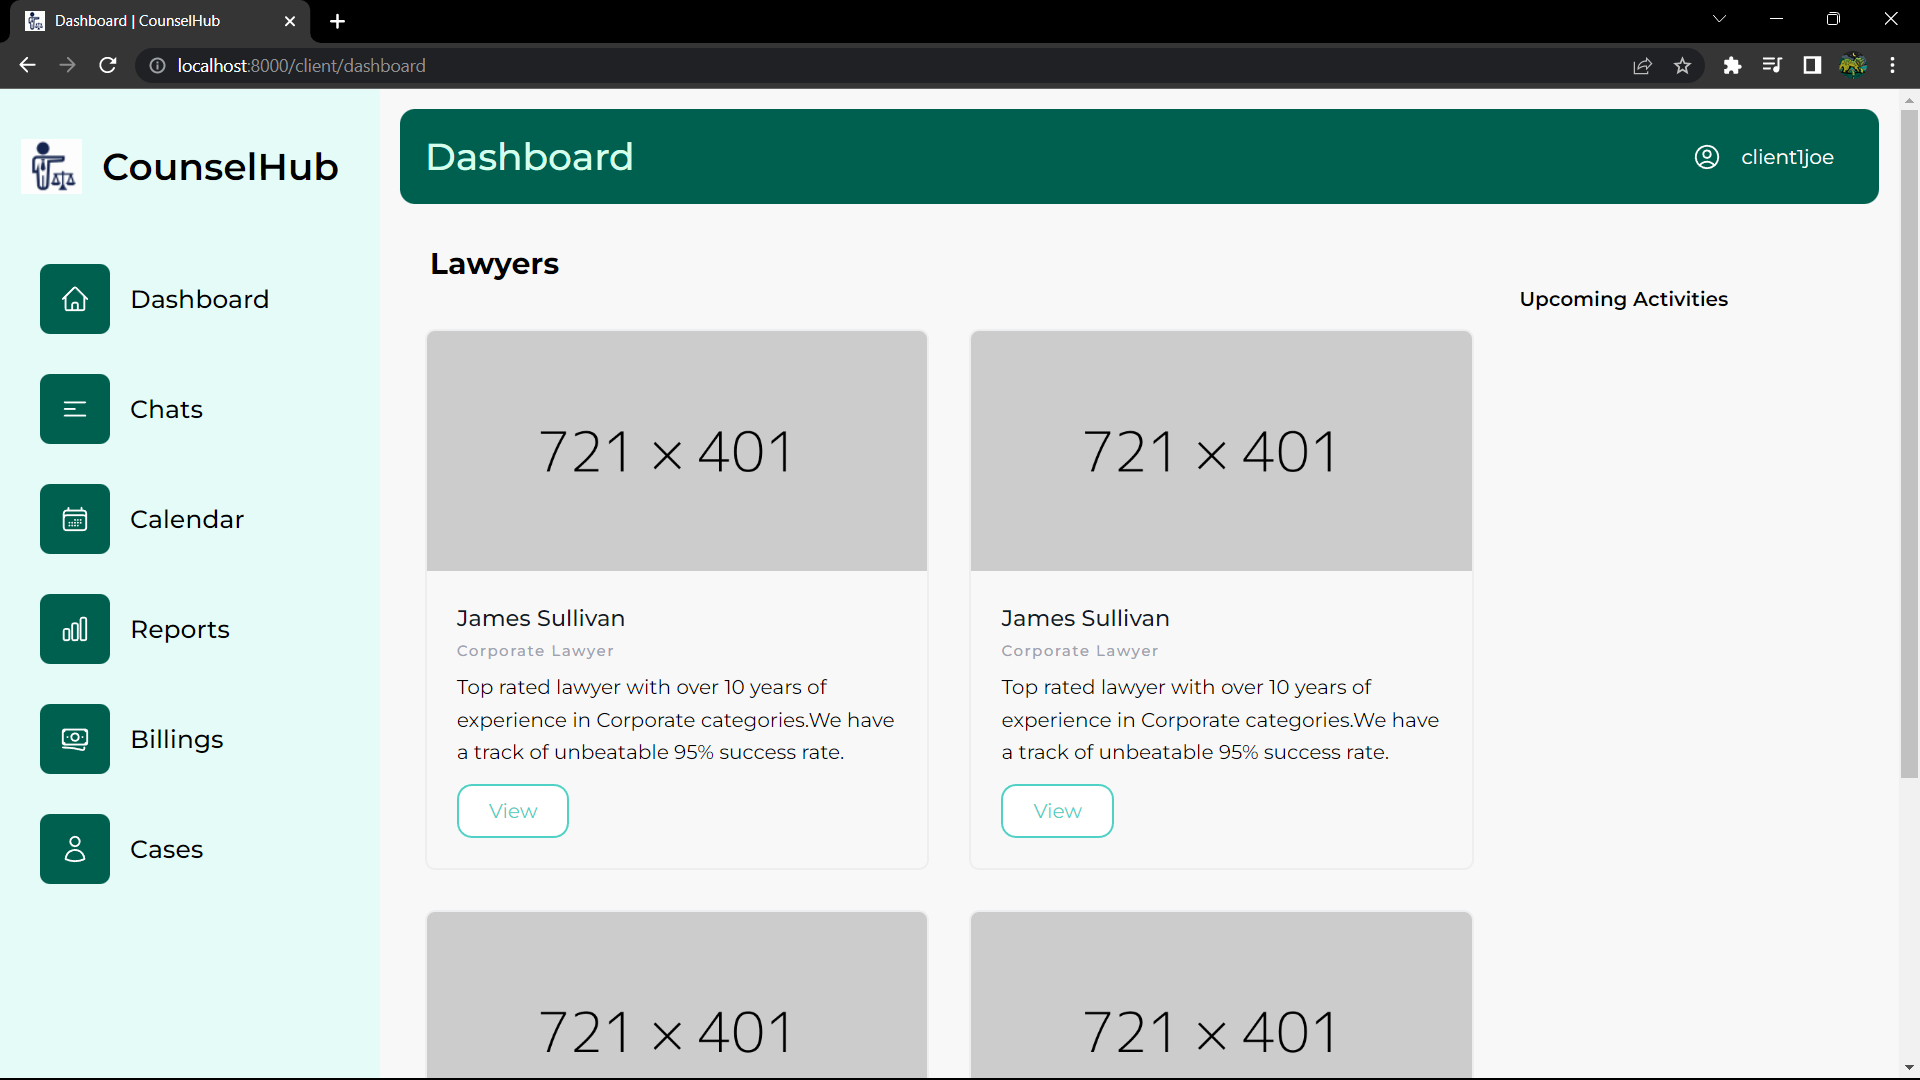 Dashboard | CounselHub
localhost:8000/client/dashboard
CounselHub
Dashboard
Chats
Calendar
Reports
Billings
Cases
Dashboard
client1joe
Lawyers
Upcoming Activities
721 × 401
James Sullivan
Corporate Lawyer
Top rated lawyer with over 10 years of
experience in Corporate categories.We have
a track of unbeatable 95% success rate.
View
721 × 401
James Sullivan
Corporate Lawyer
Top rated lawyer with over 10 years of
experience in Corporate categories.We have
a track of unbeatable 95% success rate.
View
721 × 401
721 × 401